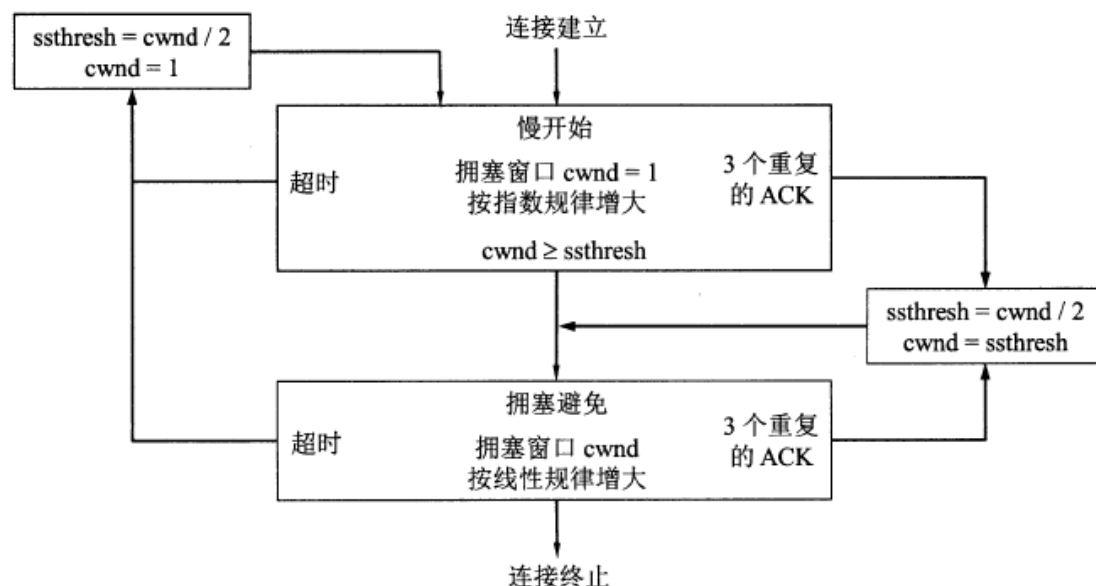 连接建立
ssthresh = cwnd / 2
cwnd = 1
慢开始
超时
拥塞窗口 cwnd = 1
按指数规律增大
3 个重复
的 ACK
cwnd ≥ ssthresh
ssthresh = cwnd / 2
cwnd = ssthresh
拥塞避免
超时
拥塞窗口 cwnd
按线性规律增大
3 个重复
的 ACK
连接终止